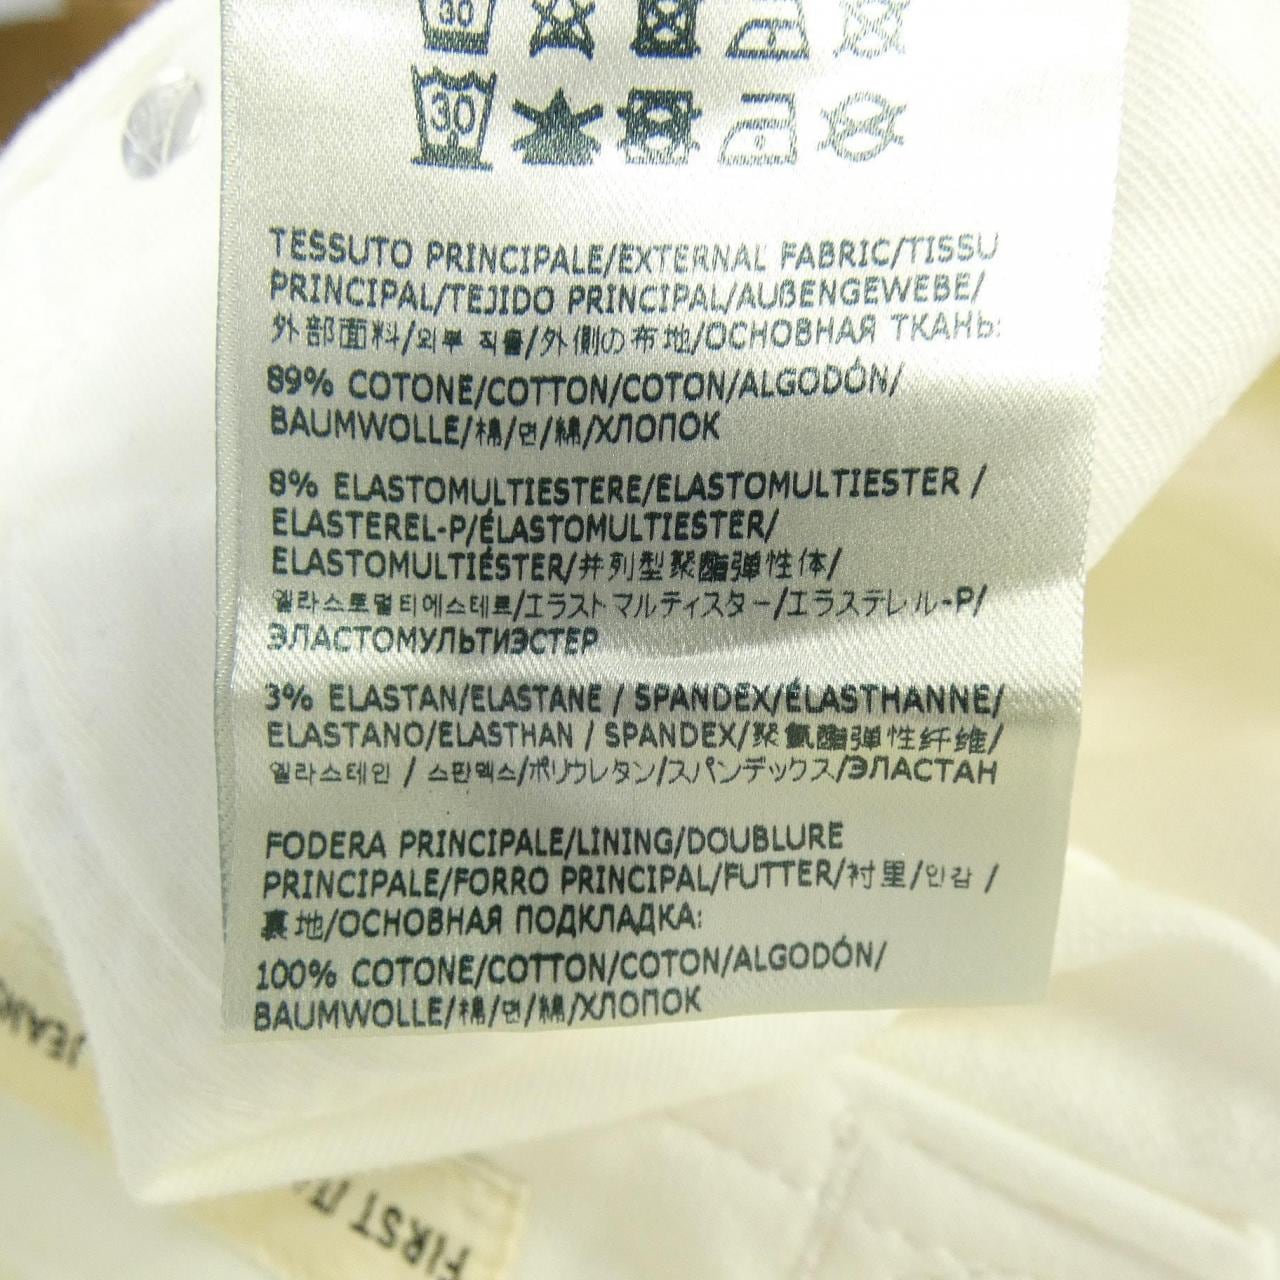 30
30
TESSUTO PRINCIPALE/EXTERNAL FABRIC/TISSU
PRINCIPAL/TEJIDO PRINCIPAL/AUßENGEWEBE/
外部面料/외부 직물/外側の布地/ОСНОВНАЯ ТКАНЬ:
89% COTONE/COTTON/COTON/ALGODÓN/
BAUMWOLLE/棉/면/綿/ХЛОПОК
8% ELASTOMULTIESTERE/ELASTOMULTIESTER /
ELASTEREL-P/ÉLASTOMULTIESTER/
ELASTOMULTIÉSTER/并列型聚酯弹性体/
엘라스토멀티에스테르/エラストマルティスター/エラステレル-P/
ЭЛАСТОМУЛЬТИЭСТЕР
3% ELASTAN/ELASTANE / SPANDEX/ÉLASTHANNE/
ELASTANO/ELASTHAN / SPANDEX/聚氨酯弹性纤维/
엘라스테인 / 스판덱스/ポリウレタン/スパンデックス/ЭЛАСТАН
FODERA PRINCIPALE/LINING/DOUBLURE
PRINCIPALE/FORRO PRINCIPAL/FUTTER/衬里/안감 /
裏地/ОСНОВНАЯ ПОДКЛАДКА:
100% COTONE/COTTON/COTON/ALGODÓN/
BAUMWOLLE/棉/면/綿/ХЛОПОК
FIRST